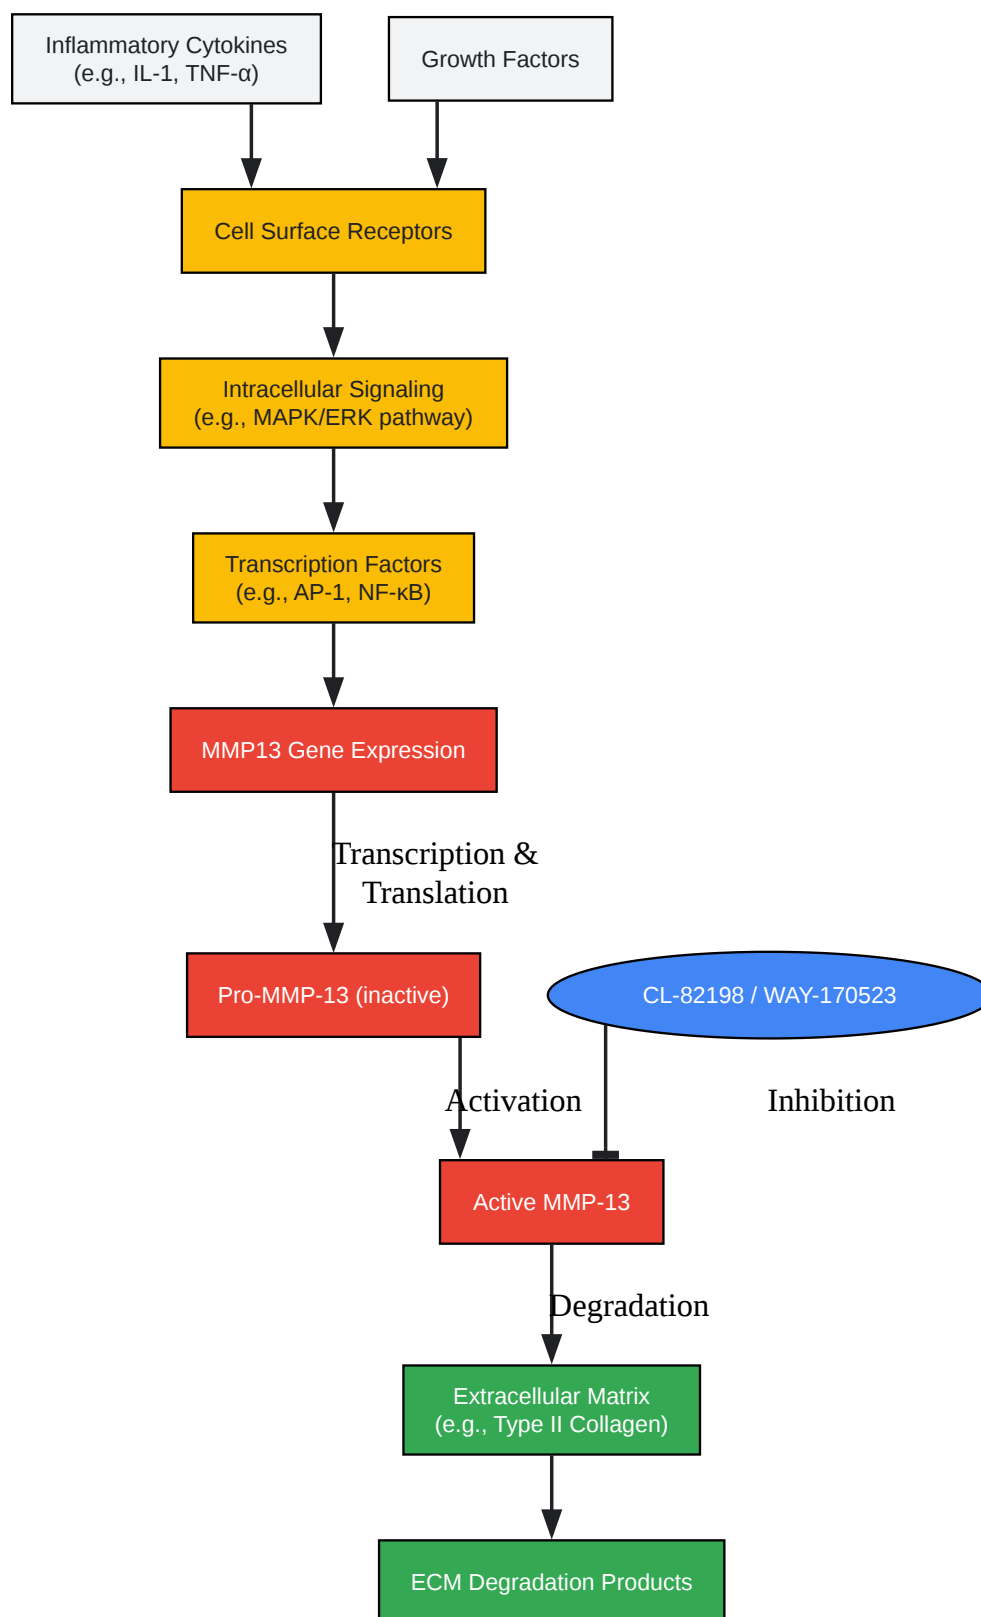 Inflammatory Cytokines
(e.g., IL-1, TNF-α)
Growth Factors
Cell Surface Receptors
Intracellular Signaling
(e.g., MAPK/ERK pathway)
Transcription Factors
(e.g., AP-1, NF-κB)
MMP13 Gene Expression
Transcription &
Translation
Pro-MMP-13 (inactive)
CL-82198 / WAY-170523
Activation
Inhibition
Active MMP-13
Degradation
Extracellular Matrix
(e.g., Type II Collagen)
ECM Degradation Products